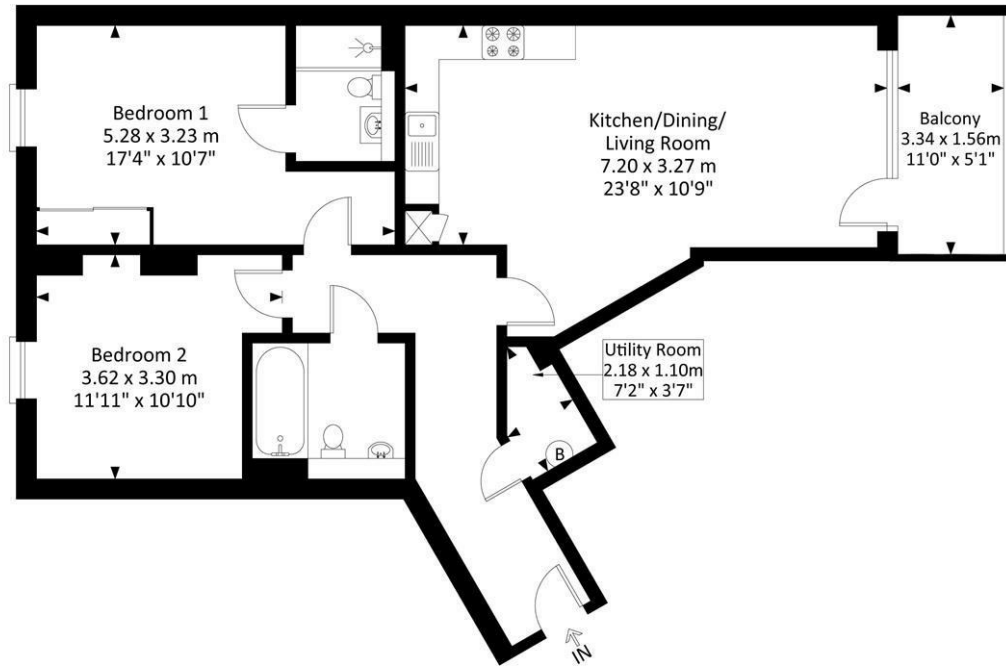 Bedroom 1
5.28 x 3.23 m
17'4" x 10'7"
Kitchen/Dining/
Living Room
7.20 x 3.27 m
23'8" x 10'9"
Balcony
3.34 x 1.56m
11'0" x 5'1"
Bedroom 2
3.62 x 3.30 m
11'11" x 10'10"
Utility Room
2.18 x 1.10m
7'2" x 3'7"
B
IN